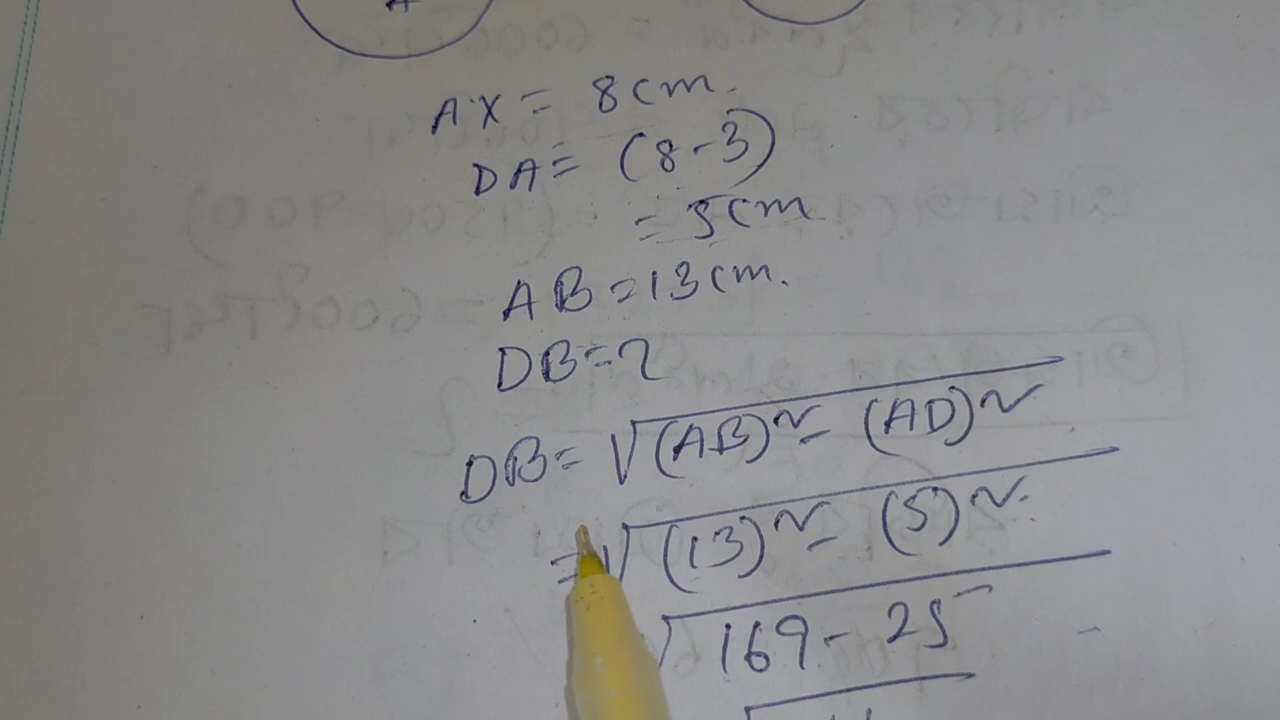 A
AX = 8cm.
DA = (8-3)
= 5cm
AB = 13cm.
DB = ?
DB = √(AB)² - (AD)²
= √(13)² - (5)²
√169 - 25